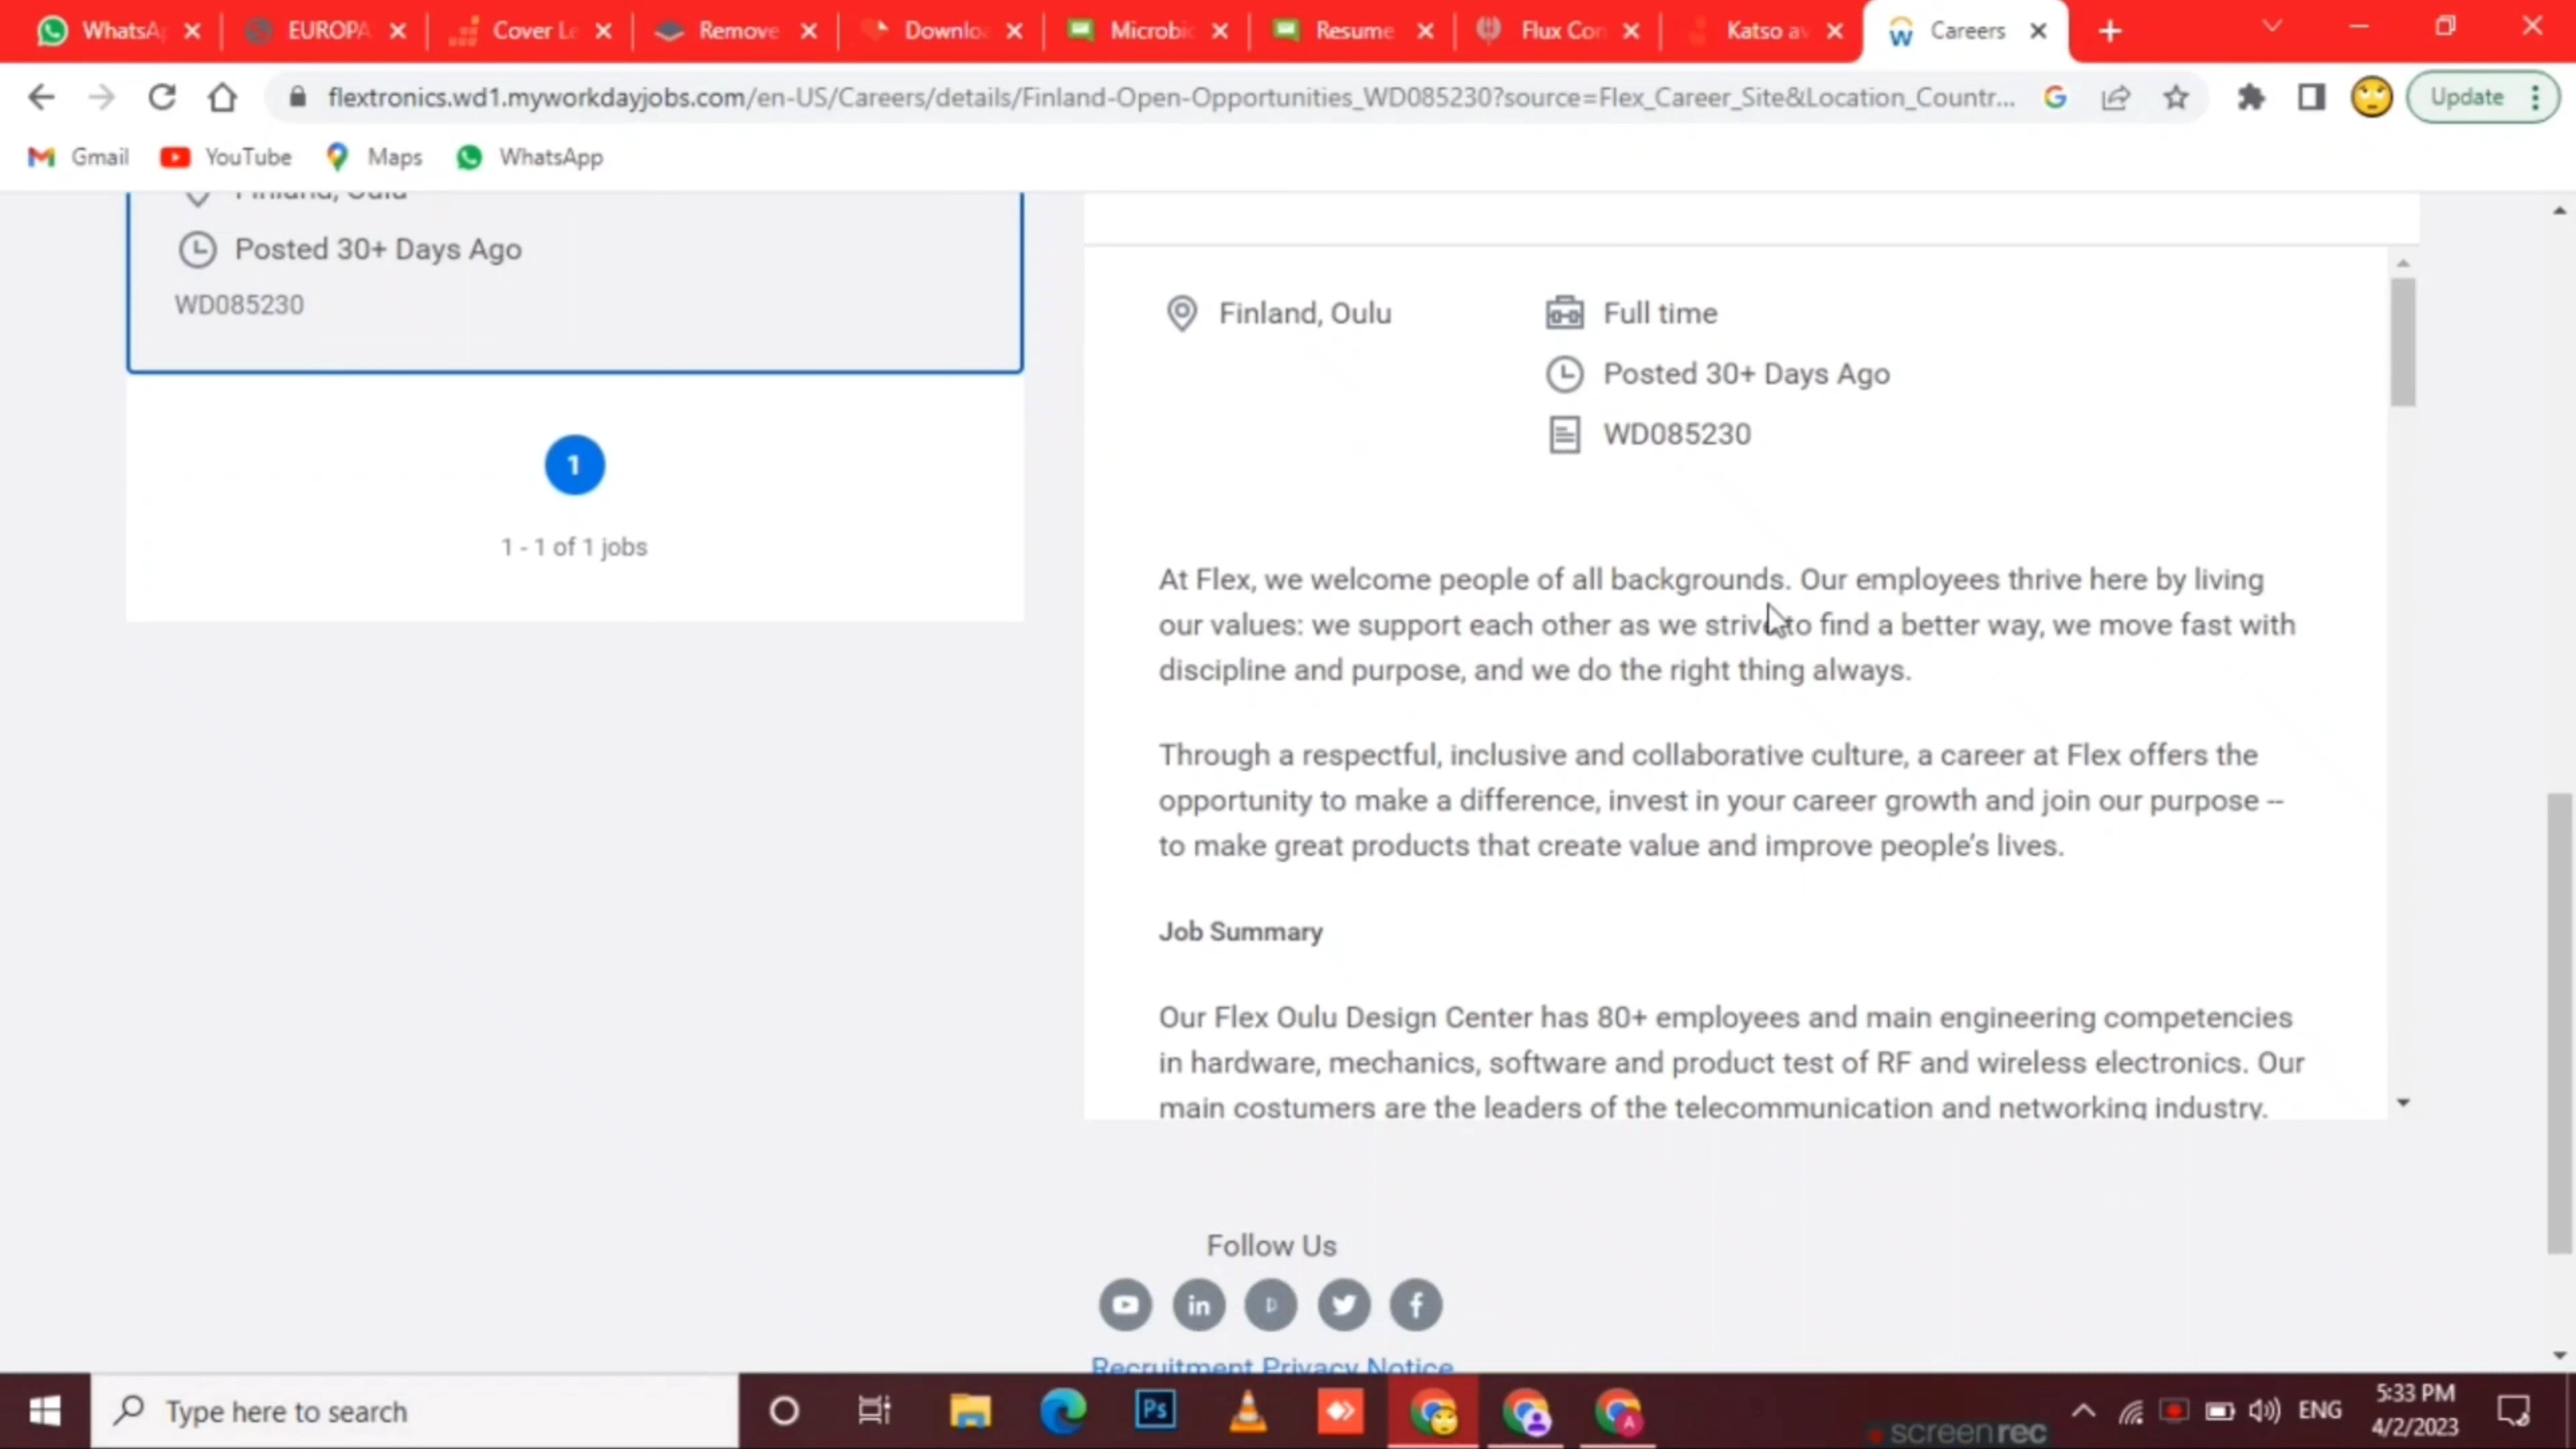 WhatsAp
EUROPA
Cover Le
Remove
Downlo
Microbi
Resume
Flux Con
Katso av
Careers
flextronics.wd1.myworkdayjobs.com/en-US/Careers/details/Finland-Open-Opportunities_WD085230?source=Flex_Career_Site&Location_Countr...
Update
Gmail
YouTube
Maps
WhatsApp
Finland, Oulu
Posted 30+ Days Ago
WD085230
1
1 - 1 of 1 jobs
Finland, Oulu
Full time
Posted 30+ Days Ago
WD085230
At Flex, we welcome people of all backgrounds. Our employees thrive here by living
our values: we support each other as we strive to find a better way, we move fast with
discipline and purpose, and we do the right thing always.
Through a respectful, inclusive and collaborative culture, a career at Flex offers the
opportunity to make a difference, invest in your career growth and join our purpose --
to make great products that create value and improve people's lives.
Job Summary
Our Flex Oulu Design Center has 80+ employees and main engineering competencies
in hardware, mechanics, software and product test of RF and wireless electronics. Our
main costumers are the leaders of the telecommunication and networking industry.
Follow Us
Recruitment Privacy Notice
Type here to search
Ps
A
screenrec
ENG
5:33 PM
4/2/2023